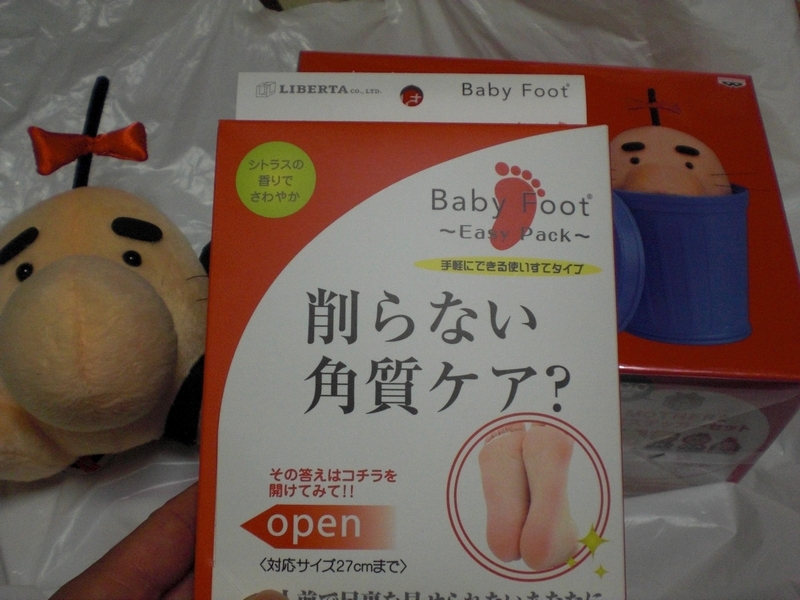 LIBERTA CO., LTD.
Baby Foot
シトラスの
香りで
さわやか
Baby Foot
~Easy Pack~
手軽にできる使いすてタイプ
削らない
角質ケア?
その答えはコチラを
開けてみて!!
open
〈対応サイズ27cmまで〉